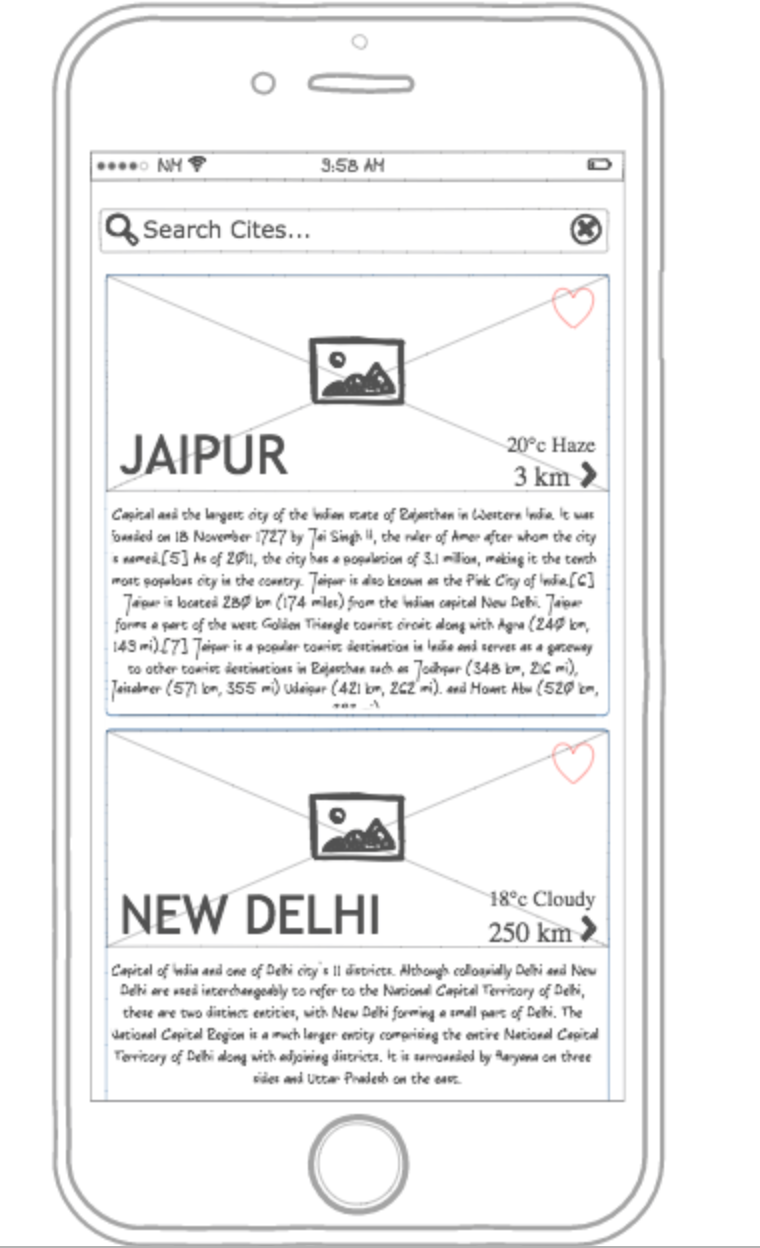 NM 9:58 AM
Search Cites...
JAIPUR
20°c Haze
3 km
Capital and the largest city of the Indian state of Rajasthan in Western India. It was
founded on 18 November 1727 by Jai Singh II, the ruler of Amer after whom the city
is named.[5] As of 2011, the city has a population of 3.1 million, making it the tenth
most populous city in the country. Jaipur is also known as the Pink City of India.[6]
Jaipur is located 280 km (174 miles) from the Indian capital New Delhi. Jaipur
forms a part of the west Golden Triangle tourist circuit along with Agra (240 km,
149 mi).[7] Jaipur is a popular tourist destination in India and serves as a gateway
to other tourist destinations in Rajasthan such as Jodhpur (348 km, 216 mi),
Jaisalmer (571 km, 355 mi) Udaipur (421 km, 262 mi). and Mount Abu (520 km,
NEW DELHI
18°c Cloudy
250 km
Capital of India and one of Delhi city's 11 districts. Although colloquially Delhi and New
Delhi are used interchangeably to refer to the National Capital Territory of Delhi,
these are two distinct entities, with New Delhi forming a small part of Delhi. The
National Capital Region is a much larger entity comprising the entire National Capital
Territory of Delhi along with adjoining districts. It is surrounded by Haryana on three
sides and Uttar Pradesh on the east.